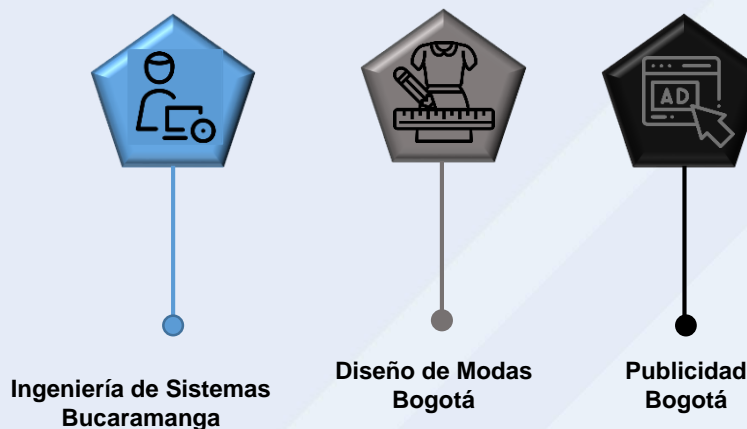 AD
Ingeniería de Sistemas
Bucaramanga
Diseño de Modas
Bogotá
Publicidad
Bogotá